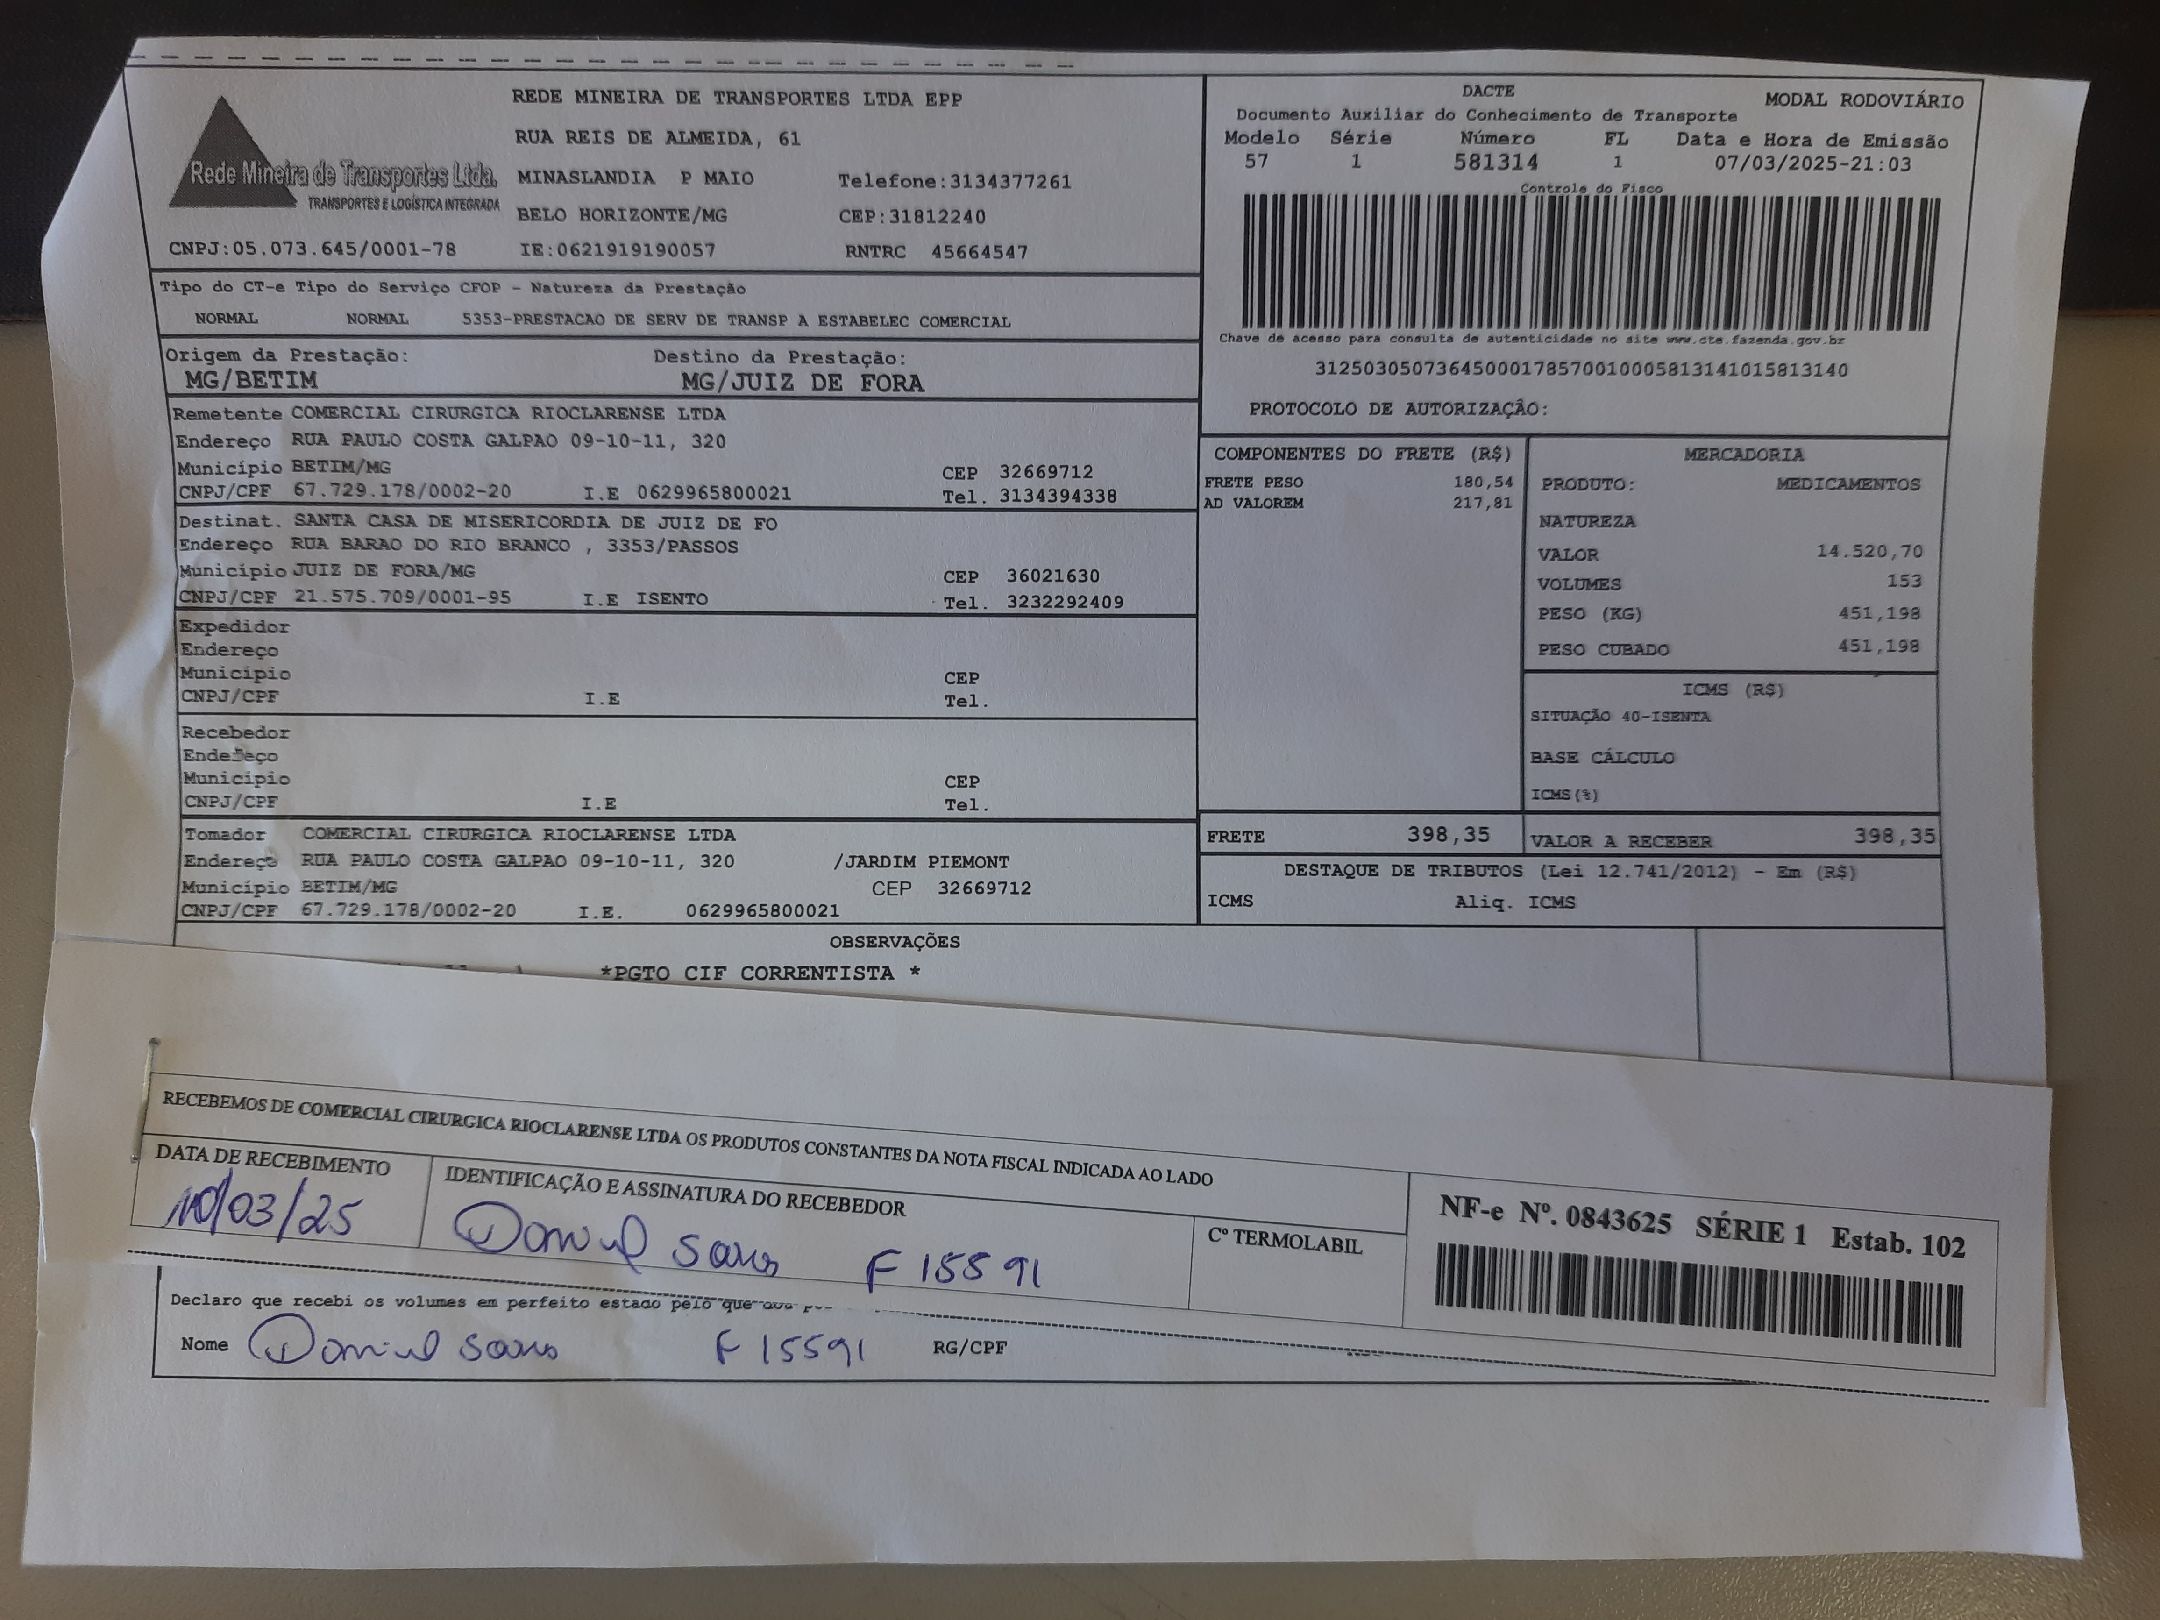 REDE MINEIRA DE TRANSPORTES LTDA EPP
RUA REIS DE ALMEIDA, 61
Rede Mineira de Transportes Ltda.
TRANSPORTES E LOGÍSTICA INTEGRADA
MINASLANDIA P MAIO Telefone:3134377261
BELO HORIZONTE/MG CEP:31812240
CNPJ:05.073.645/0001-78 IE:0621919190057 RNTRC 45664547
DACTE MODAL RODOVIÁRIO
Documento Auxiliar do Conhecimento de Transporte
Modelo Série Número FL Data e Hora de Emissão
57 1 581314 1 07/03/2025-21:03
Controle do Fisco
Chave de acesso para consulta de autenticidade no site www.cte.fazenda.gov.br
31250305073645000178570010005813141015813140
PROTOCOLO DE AUTORIZAÇÂO:
Tipo do CT-e Tipo do Serviço CFOP - Natureza da Prestação
NORMAL NORMAL 5353-PRESTACAO DE SERV DE TRANSP A ESTABELEC COMERCIAL
Origem da Prestação: Destino da Prestação:
MG/BETIM MG/JUIZ DE FORA
Remetente COMERCIAL CIRURGICA RIOCLARENSE LTDA
Endereço RUA PAULO COSTA GALPAO 09-10-11, 320
Município BETIM/MG CEP 32669712
CNPJ/CPF 67.729.178/0002-20 I.E 0629965800021 Tel. 3134394338
Destinat. SANTA CASA DE MISERICORDIA DE JUIZ DE FO
Endereço RUA BARAO DO RIO BRANCO , 3353/PASSOS
Município JUIZ DE FORA/MG CEP 36021630
CNPJ/CPF 21.575.709/0001-95 I.E ISENTO Tel. 3232292409
Expedidor
Endereço
Município CEP
CNPJ/CPF I.E Tel.
Recebedor
Endereço
Município CEP
CNPJ/CPF I.E Tel.
Tomador COMERCIAL CIRURGICA RIOCLARENSE LTDA
Endereço RUA PAULO COSTA GALPAO 09-10-11, 320 /JARDIM PIEMONT
Município BETIM/MG CEP 32669712
CNPJ/CPF 67.729.178/0002-20 I.E. 0629965800021
COMPONENTES DO FRETE (R$)
FRETE PESO 180,54
AD VALOREM 217,81
MERCADORIA
PRODUTO: MEDICAMENTOS
NATUREZA
VALOR 14.520,70
VOLUMES 153
PESO (KG) 451,198
PESO CUBADO 451,198
ICMS (R$)
SITUAÇÃO 40-ISENTA
BASE CÁLCULO
ICMS(%)
FRETE 398,35 VALOR A RECEBER 398,35
DESTAQUE DE TRIBUTOS (Lei 12.741/2012) - Em (R$)
ICMS Aliq. ICMS
OBSERVAÇÕES
*PGTO CIF CORRENTISTA *
RECEBEMOS DE COMERCIAL CIRURGICA RIOCLARENSE LTDA OS PRODUTOS CONSTANTES DA NOTA FISCAL INDICADA AO LADO
DATA DE RECEBIMENTO IDENTIFICAÇÃO E ASSINATURA DO RECEBEDOR
10/03/25 F 15591
Cº TERMOLABIL
NF-e Nº. 0843625 SÉRIE 1 Estab. 102
Declaro que recebi os volumes em perfeito estado pelo que
Nome F 15591 RG/CPF